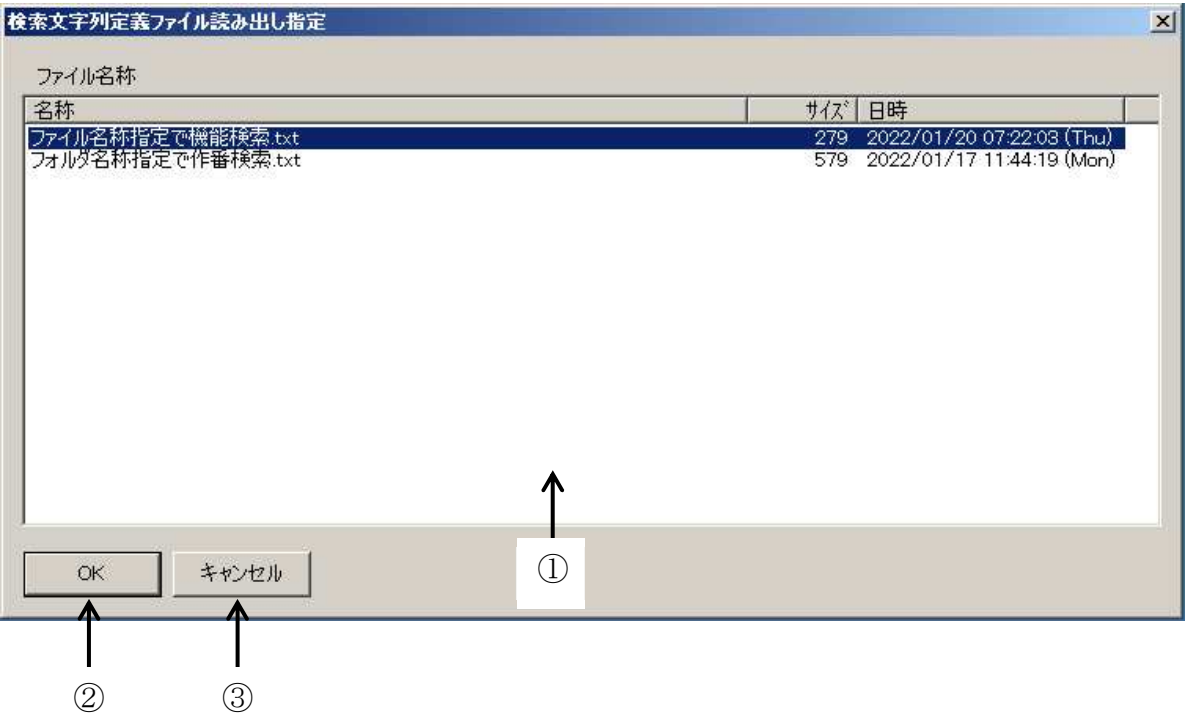 検索文字列定義ファイル読み出し指定
ファイル名称
名称 サイズ 日時
ファイル名称指定で機能検索.txt 279 2022/01/20 07:22:03 (Thu)
フォルダ名称指定で作番検索.txt 579 2022/01/17 11:44:19 (Mon)
OK キャンセル ①
② ③